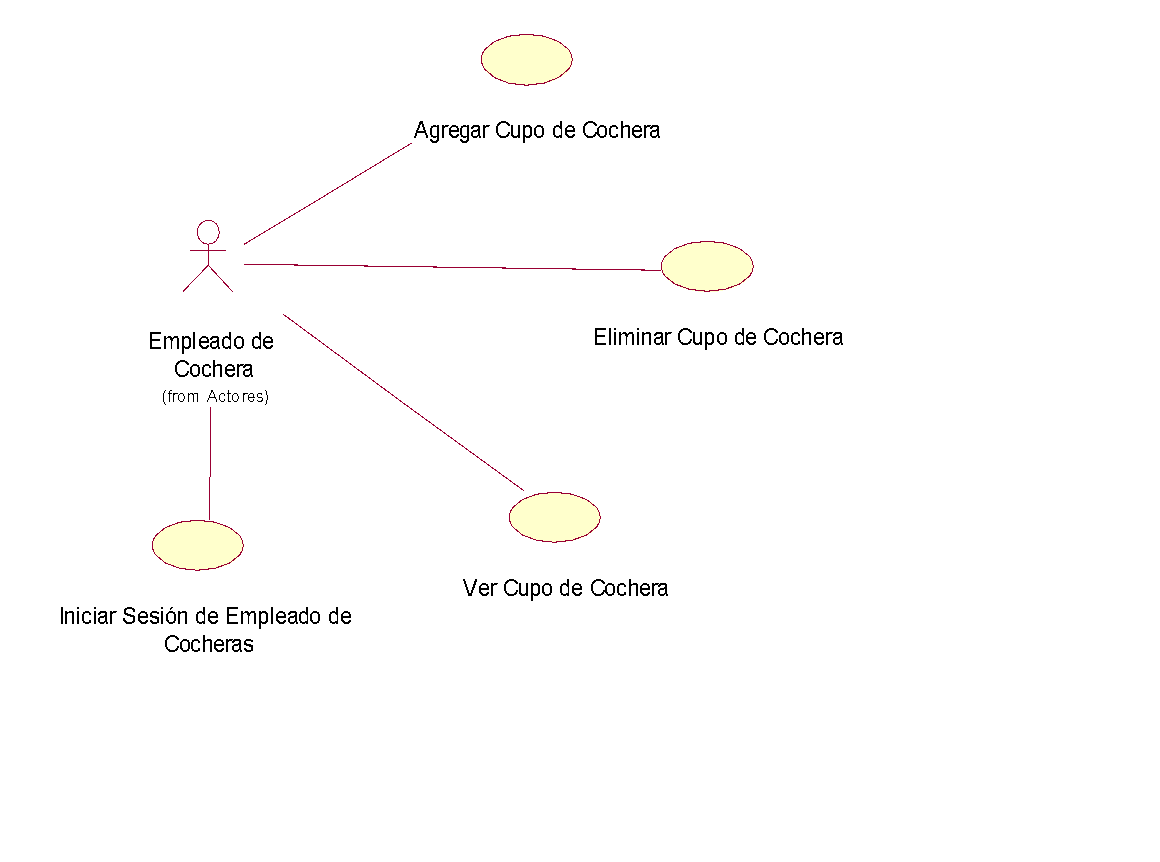 Agregar Cupo de Cochera
Empleado de
Cochera
(from Actores)
Eliminar Cupo de Cochera
Ver Cupo de Cochera
Iniciar Sesión de Empleado de
Cocheras